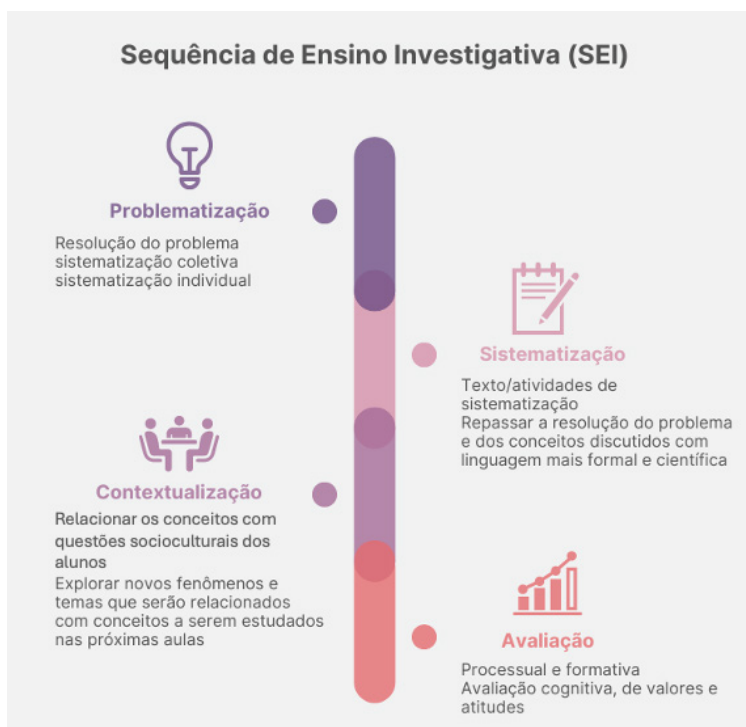 Sequência de Ensino Investigativa (SEI)
Problematização
Resolução do problema
sistematização coletiva
sistematização individual
Sistematização
Texto/atividades de
sistematização
Repassar a resolução do problema
e dos conceitos discutidos com
linguagem mais formal e científica
Contextualização
Relacionar os conceitos com
questões socioculturais dos
alunos
Explorar novos fenômenos e
temas que serão relacionados
com conceitos a serem estudados
nas próximas aulas
Avaliação
Processual e formativa
Avaliação cognitiva, de valores e
atitudes